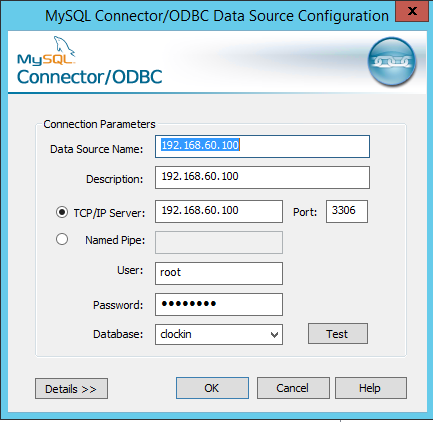 MySQL Connector/ODBC Data Source Configuration
x
MySQL
Connector/ODBC
Connection Parameters
Data Source Name: 192.168.60.100
Description: 192.168.60.100
TCP/IP Server: 192.168.60.100 Port: 3306
Named Pipe:
User: root
Password: ●●●●●●●●
Database: clockin Test
Details >> OK Cancel Help